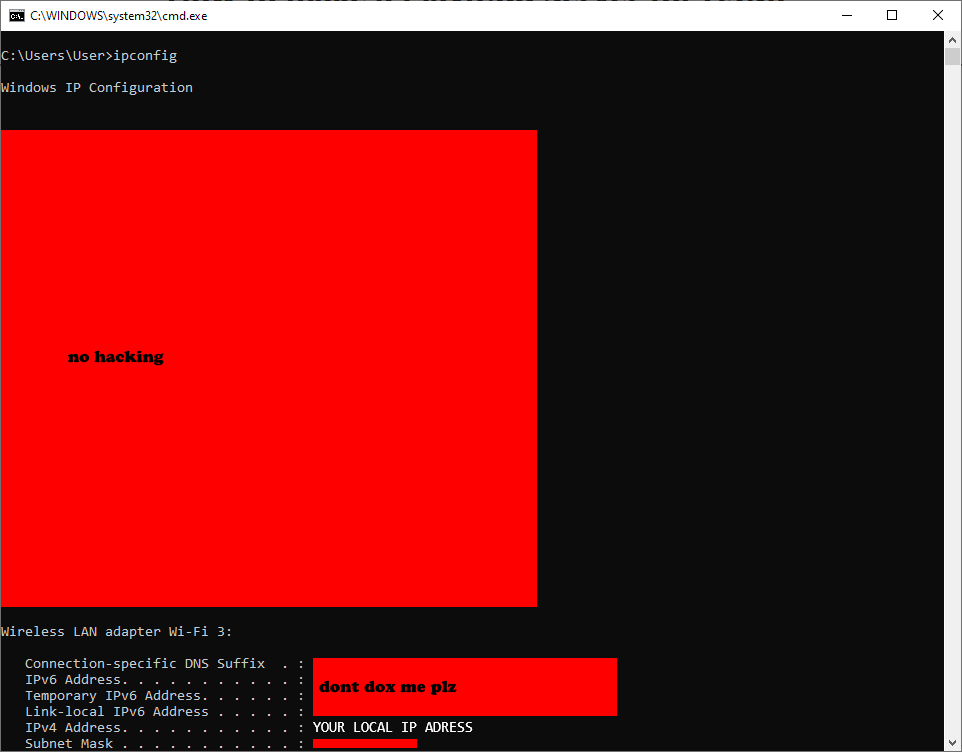 C:\WINDOWS\system32\cmd.exe
C:\Users\User>ipconfig
Windows IP Configuration
no hacking
Wireless LAN adapter Wi-Fi 3:
Connection-specific DNS Suffix  . :
IPv6 Address. . . . . . . . . . . :
dont dox me plz
Temporary IPv6 Address. . . . . . :
Link-local IPv6 Address . . . . . :
IPv4 Address. . . . . . . . . . . : YOUR LOCAL IP ADRESS
Subnet Mask . . . . . . . . . . . :